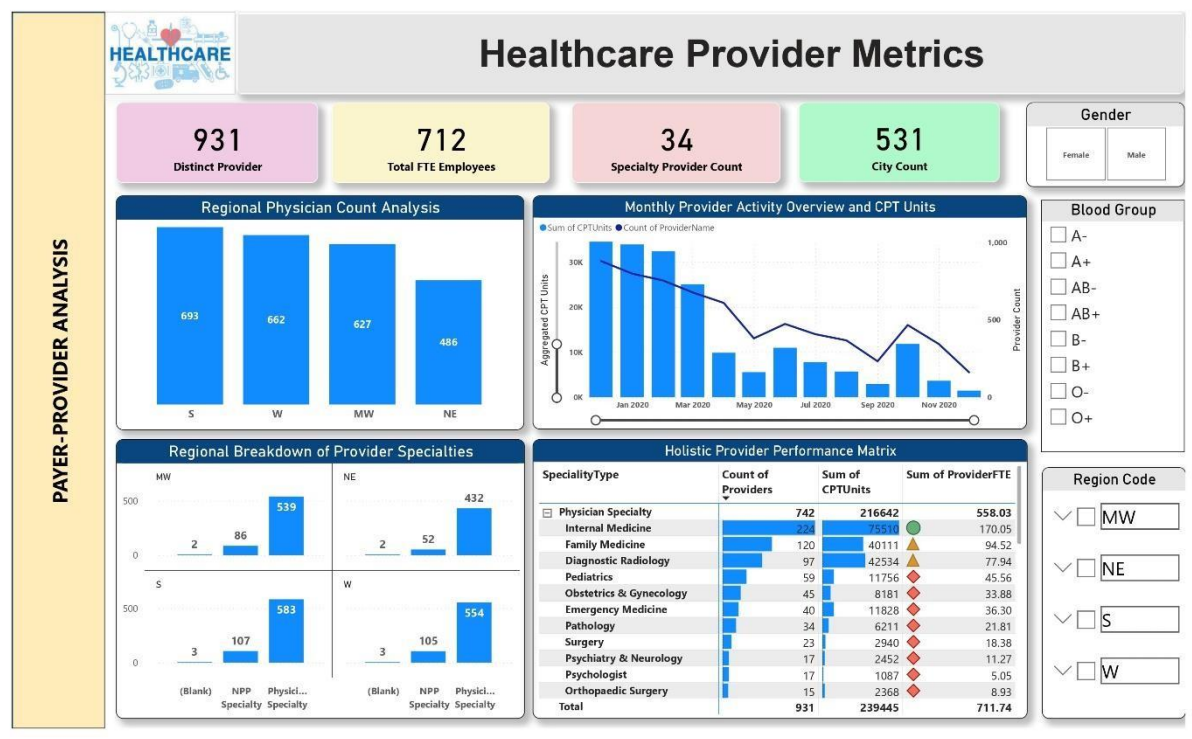 PAYER-PROVIDER ANALYSIS
HEALTHCARE
Healthcare Provider Metrics
931
Distinct Provider
712
Total FTE Employees
34
Specialty Provider Count
531
City Count
Gender
Female Male
Regional Physician Count Analysis
693
662
627
486
S W MW NE
Monthly Provider Activity Overview and CPT Units
Sum of CPTUnits Count of ProviderName
Aggregated CPT Units
30K
20K
10K
0K
1,000
500
0
Provider Count
Jan 2020 Mar 2020 May 2020 Jul 2020 Sep 2020 Nov 2020
Blood Group
A-
A+
AB-
AB+
B-
B+
O-
O+
Regional Breakdown of Provider Specialties
MW
500
0
2 86 539
NE
2 52 432
S
500
0
3 107 583
W
3 105 554
(Blank) NPP Physici... (Blank) NPP Physici...
Specialty Specialty Specialty Specialty
Holistic Provider Performance Matrix
SpecialityType Count of Sum of Sum of ProviderFTE
Providers CPTUnits
Physician Specialty 742 216642 558.03
Internal Medicine 224 75510 170.05
Family Medicine 120 40111 94.52
Diagnostic Radiology 97 42534 77.94
Pediatrics 59 11756 45.56
Obstetrics & Gynecology 45 8181 33.88
Emergency Medicine 40 11828 36.30
Pathology 34 6211 21.81
Surgery 23 2940 18.38
Psychiatry & Neurology 17 2452 11.27
Psychologist 17 1087 5.05
Orthopaedic Surgery 15 2368 8.93
Total 931 239445 711.74
Region Code
MW
NE
S
W